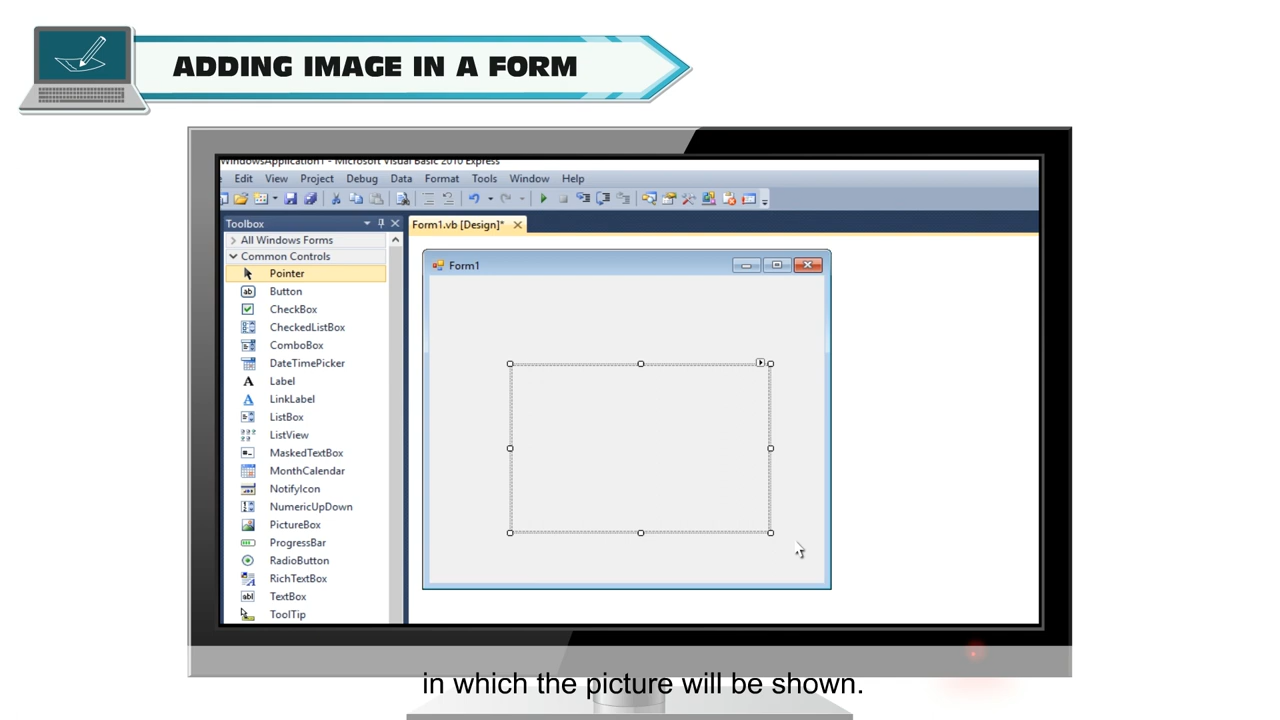 ADDING IMAGE IN A FORM
WindowsApplication1 - Microsoft Visual Basic 2010 Express
Edit View Project Debug Data Format Tools Window Help
Toolbox
Form1.vb [Design]*
All Windows Forms
Common Controls
Pointer
Button
CheckBox
CheckedListBox
ComboBox
DateTimePicker
Label
LinkLabel
ListBox
ListView
MaskedTextBox
MonthCalendar
NotifyIcon
NumericUpDown
PictureBox
ProgressBar
RadioButton
RichTextBox
TextBox
ToolTip
Form1
in which the picture will be shown.